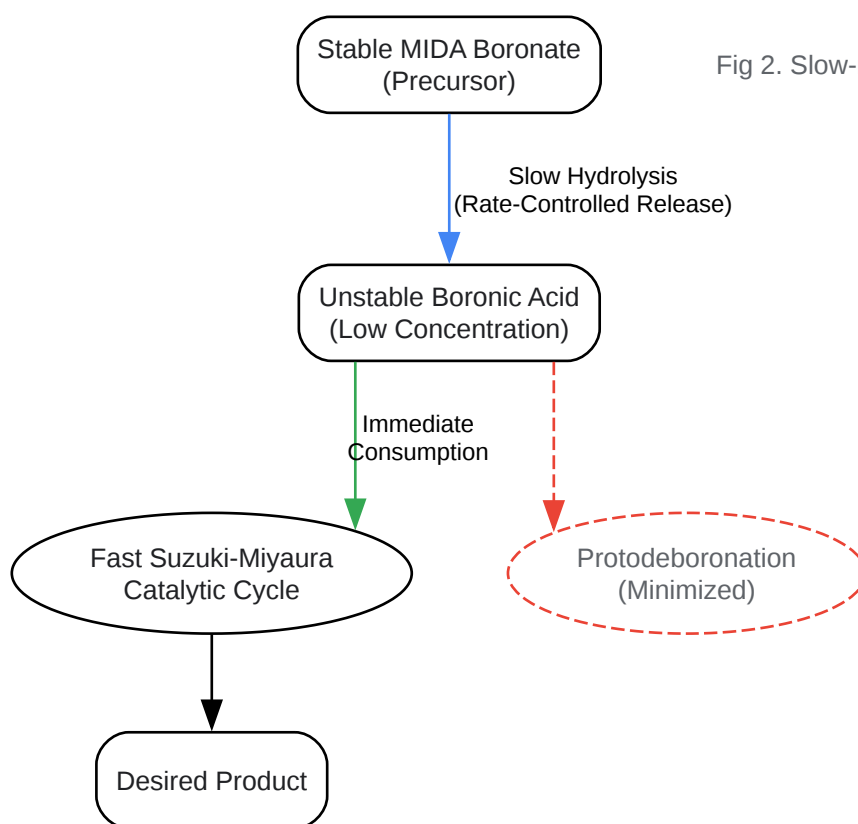 Stable MIDA Boronate
(Precursor)
Fig 2. Slow-
Slow Hydrolysis
(Rate-Controlled Release)
Unstable Boronic Acid
(Low Concentration)
Immediate
Consumption
Fast Suzuki-Miyaura
Catalytic Cycle
Protodeboronation
(Minimized)
Desired Product